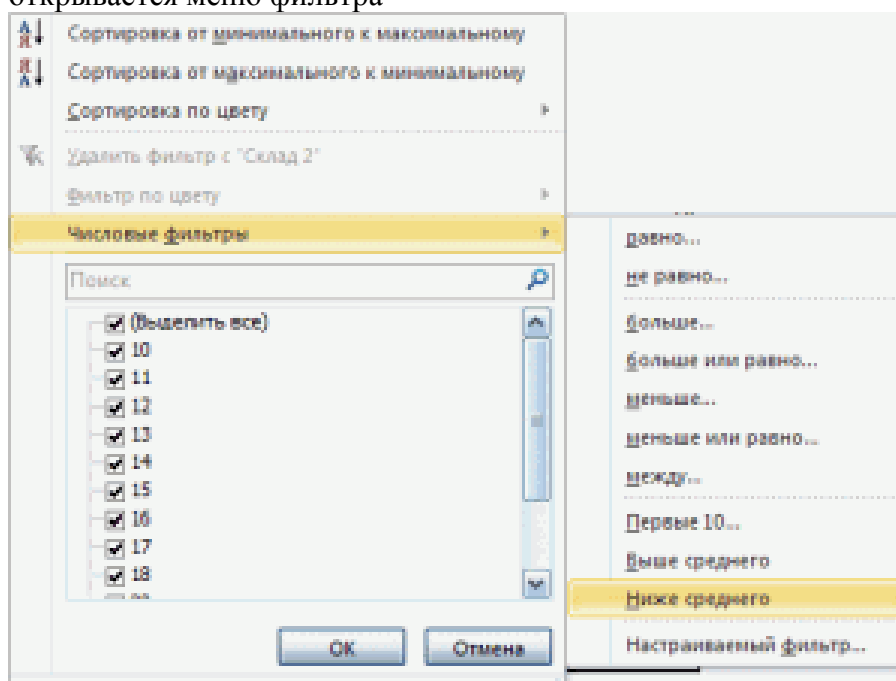 открывается меню фильтра
Сортировка от минимального к максимальному
Сортировка от максимального к минимальному
Сортировка по цвету
Удалить фильтр с "Склад 2"
Фильтр по цвету
Числовые фильтры
Поиск
(Выделить все)
10
11
12
13
14
15
16
17
18
ОК
Отмена
равно...
не равно...
больше...
больше или равно...
меньше...
меньше или равно...
между...
Первые 10...
Выше среднего
Ниже среднего
Настраиваемый фильтр...